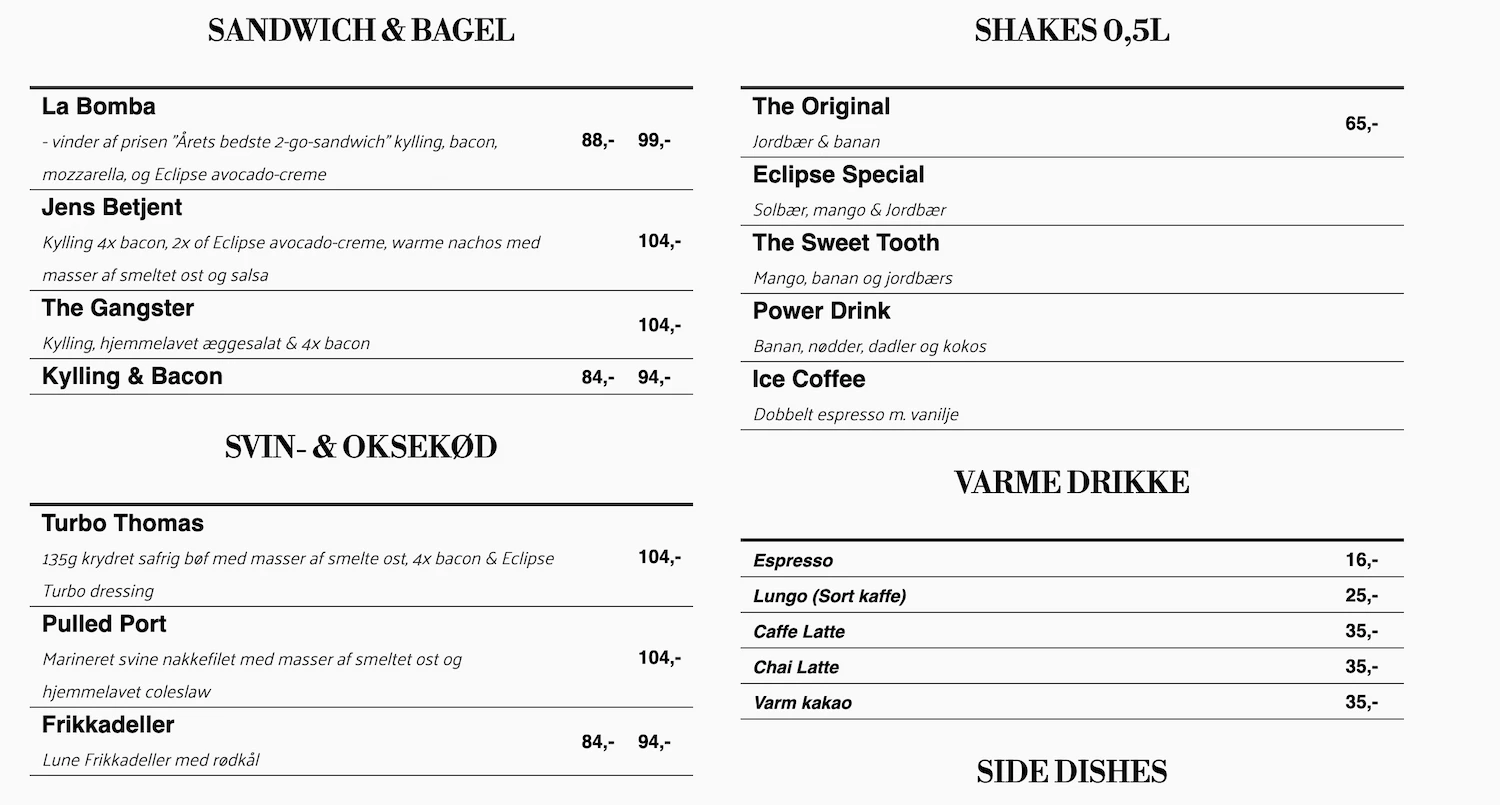 SANDWICH & BAGEL
La Bomba
- vinder af prisen ”Årets bedste 2-go-sandwich” kylling, bacon,
mozzarella, og Eclipse avocado-creme
88,- 99,-
Jens Betjent
Kylling 4x bacon, 2x of Eclipse avocado-creme, warme nachos med
masser af smeltet ost og salsa
104,-
The Gangster
Kylling, hjemmelavet æggesalat & 4x bacon
104,-
Kylling & Bacon 84,- 94,-
SVIN- & OKSEKØD
Turbo Thomas
135g krydret safrig bøf med masser af smelte ost, 4x bacon & Eclipse
Turbo dressing
104,-
Pulled Port
Marineret svine nakkefilet med masser af smeltet ost og
hjemmelavet coleslaw
104,-
Frikkadeller
Lune Frikkadeller med rødkål
84,- 94,-
SHAKES 0,5L
The Original
Jordbær & banan
65,-
Eclipse Special
Solbær, mango & Jordbær
The Sweet Tooth
Mango, banan og jordbærs
Power Drink
Banan, nødder, dadler og kokos
Ice Coffee
Dobbelt espresso m. vanilje
VARME DRIKKE
Espresso 16,-
Lungo (Sort kaffe) 25,-
Caffe Latte 35,-
Chai Latte 35,-
Varm kakao 35,-
SIDE DISHES